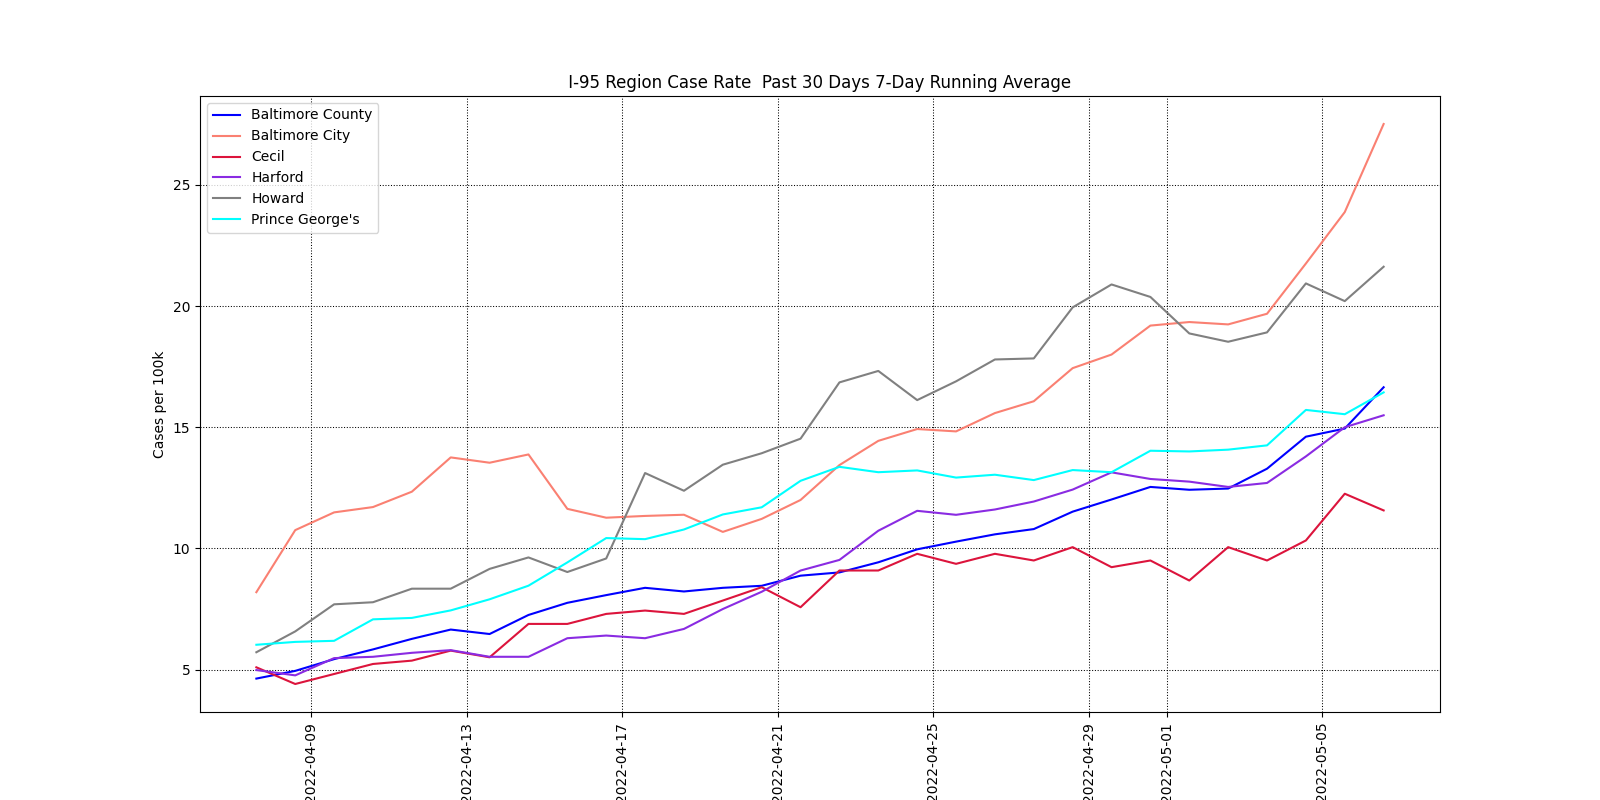 I-95 Region Case Rate  Past 30 Days 7-Day Running Average
Baltimore County
Baltimore City
Cecil
Harford
Howard
Prince George's
Cases per 100k
25
20
15
10
5
2022-04-09
2022-04-13
2022-04-17
2022-04-21
2022-04-25
2022-04-29
2022-05-01
2022-05-05